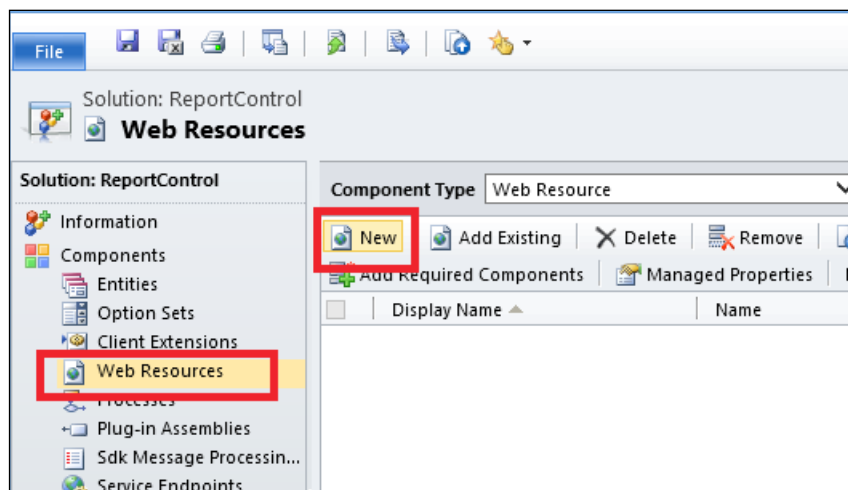 File
Solution: ReportControl
Web Resources
Solution: ReportControl
Information
Components
Entities
Option Sets
Client Extensions
Web Resources
Processes
Plug-in Assemblies
Sdk Message Processin...
Service Endpoints
Component Type Web Resource
New Add Existing Delete Remove
Add Required Components Managed Properties
Display Name Name